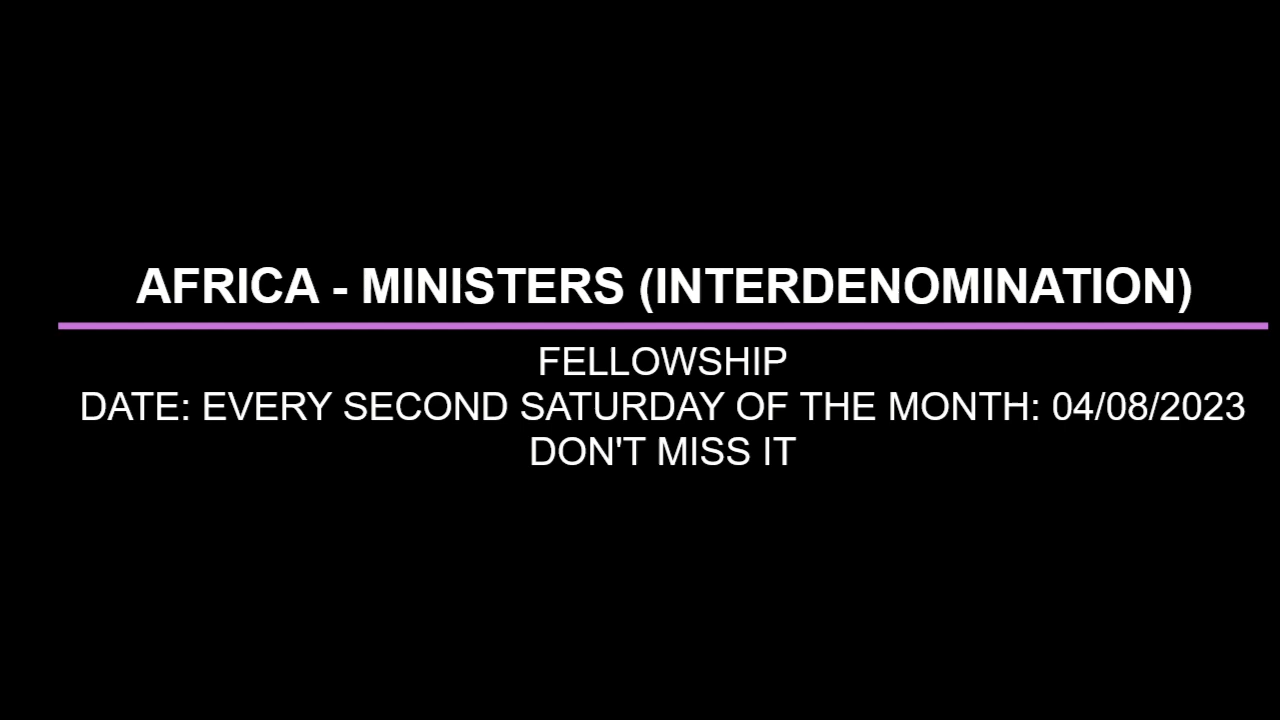 AFRICA - MINISTERS (INTERDENOMINATION)
FELLOWSHIP
DATE: EVERY SECOND SATURDAY OF THE MONTH: 04/08/2023
DON'T MISS IT